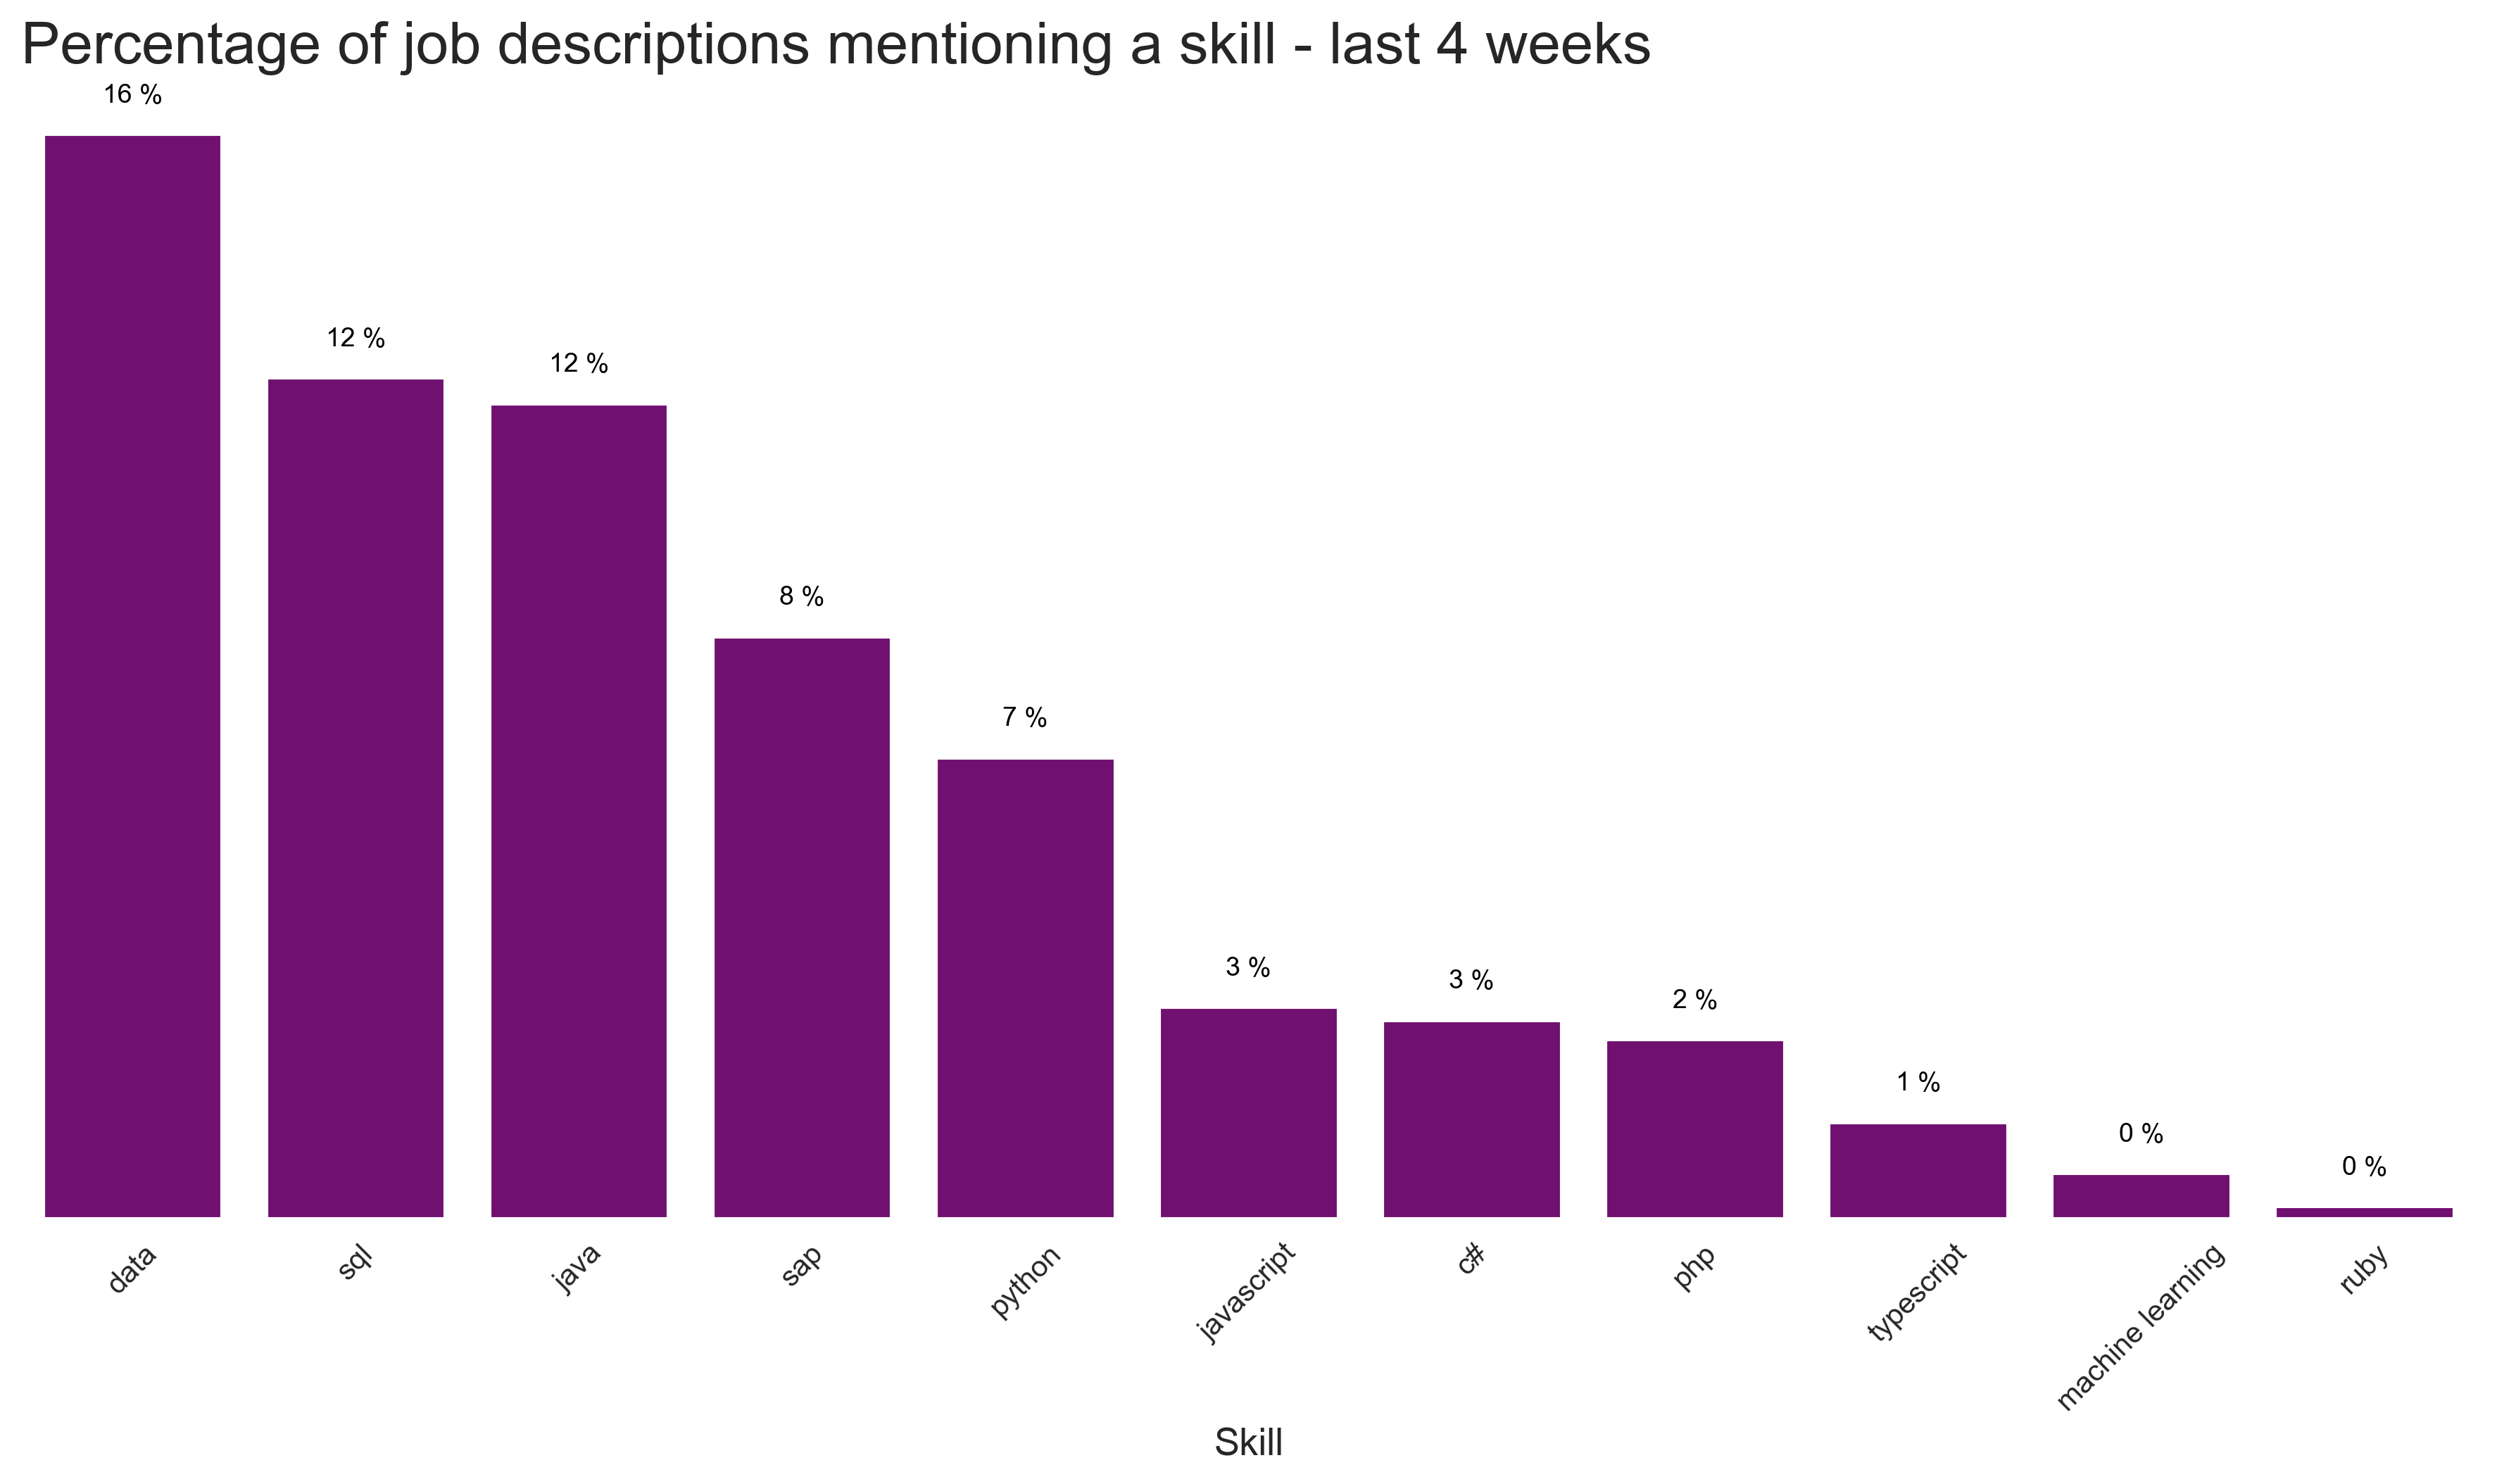 Percentage of job descriptions mentioning a skill - last 4 weeks
16 %
12 %
12 %
8 %
7 %
3 %
3 %
2 %
1 %
0 %
0 %
data
sql
java
sap
python
javascript
c#
php
typescript
machine learning
ruby
Skill